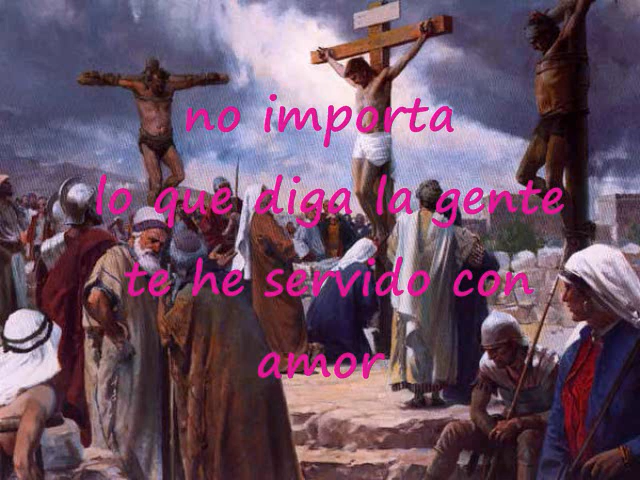 no importa
lo que diga la gente
te he servido con
amor